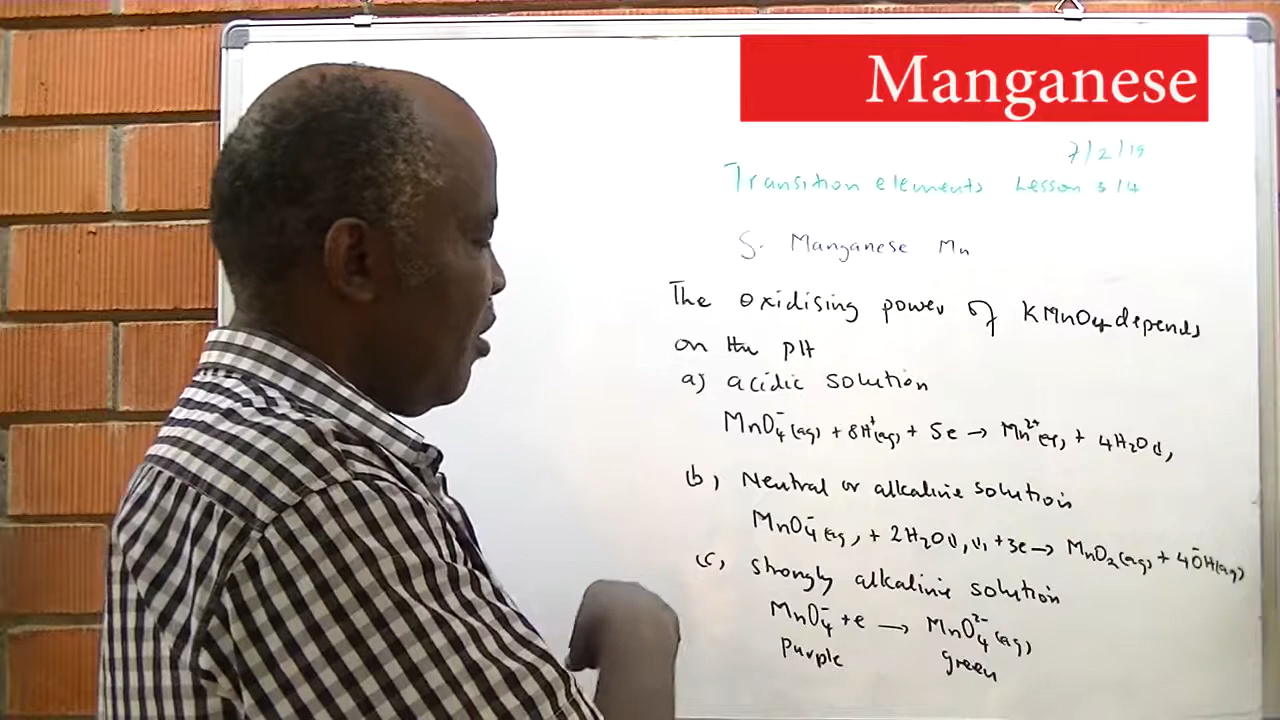 Manganese
7/2/19
Transition elements Lesson 3/4
5. Manganese Mn
The oxidising power of KMnO4 depends
on the pH
a) acidic solution
MnO₄⁻(aq) + 8H⁺(aq) + 5e → Mn²⁺(aq) + 4H₂O(l)
(b) Neutral or alkaline solution
MnO₄⁻(aq) + 2H₂O(l) + 3e → MnO₂(aq) + 4ŌH(aq)
(c) strongly alkaline solution
MnO₄⁻ + e → MnO₄²⁻(aq)
purple green